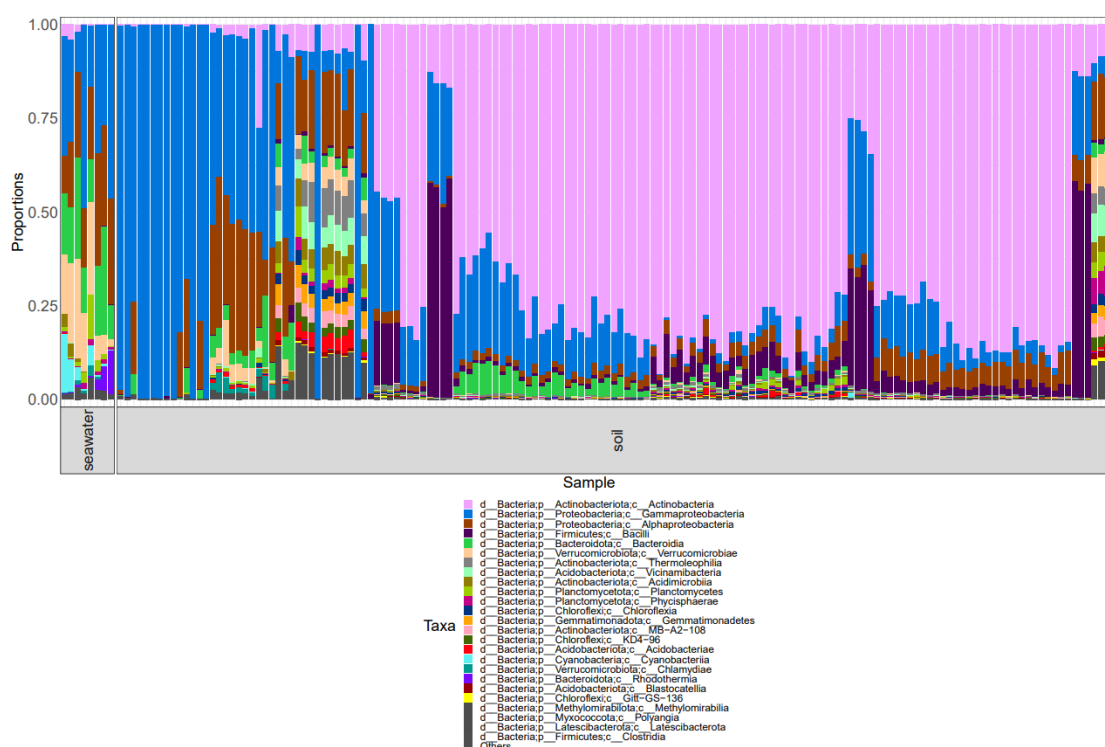 1.00
0.75
0.50
0.25
0.00
Proportions
seawater
soil
Sample
Taxa
d__Bacteria;p__Actinobacteriota;c__Actinobacteria
d__Bacteria;p__Proteobacteria;c__Gammaproteobacteria
d__Bacteria;p__Proteobacteria;c__Alphaproteobacteria
d__Bacteria;p__Firmicutes;c__Bacilli
d__Bacteria;p__Bacteroidota;c__Bacteroidia
d__Bacteria;p__Verrucomicrobiota;c__Verrucomicrobiae
d__Bacteria;p__Actinobacteriota;c__Thermoleophilia
d__Bacteria;p__Acidobacteriota;c__Vicinamibacteria
d__Bacteria;p__Actinobacteriota;c__Acidimicrobiia
d__Bacteria;p__Planctomycetota;c__Planctomycetes
d__Bacteria;p__Planctomycetota;c__Phycisphaerae
d__Bacteria;p__Chloroflexi;c__Chloroflexia
d__Bacteria;p__Gemmatimonadota;c__Gemmatimonadetes
d__Bacteria;p__Actinobacteriota;c__MB-A2-108
d__Bacteria;p__Chloroflexi;c__KD4-96
d__Bacteria;p__Acidobacteriota;c__Acidobacteriae
d__Bacteria;p__Cyanobacteria;c__Cyanobacteriia
d__Bacteria;p__Verrucomicrobiota;c__Chlamydiae
d__Bacteria;p__Bacteroidota;c__Rhodothermia
d__Bacteria;p__Acidobacteriota;c__Blastocatellia
d__Bacteria;p__Chloroflexi;c__Gitt-GS-136
d__Bacteria;p__Methylomirabilota;c__Methylomirabilia
d__Bacteria;p__Myxococcota;c__Polyangia
d__Bacteria;p__Latescibacterota;c__Latescibacterota
d__Bacteria;p__Firmicutes;c__Clostridia
Others